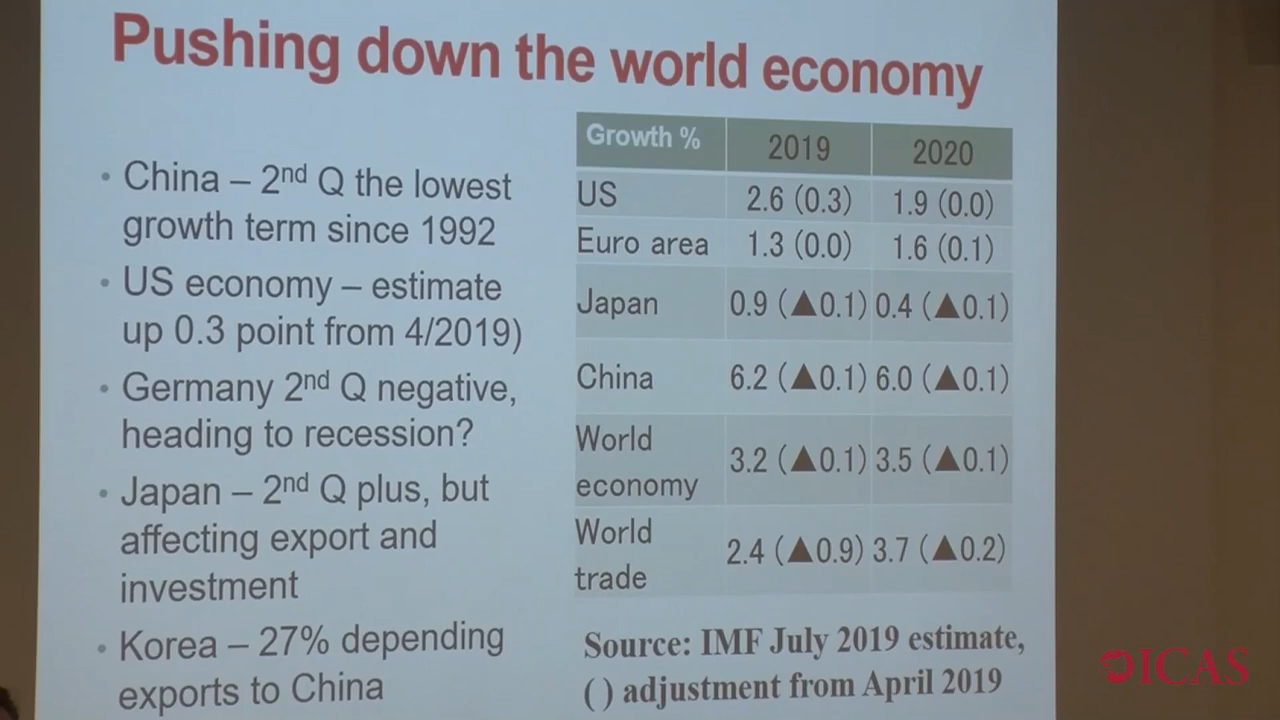 Pushing down the world economy
• China – 2nd Q the lowest
growth term since 1992
• US economy – estimate
up 0.3 point from 4/2019)
• Germany 2nd Q negative,
heading to recession?
• Japan – 2nd Q plus, but
affecting export and
investment
• Korea – 27% depending
exports to China
Growth % 2019 2020
US 2.6 (0.3) 1.9 (0.0)
Euro area 1.3 (0.0) 1.6 (0.1)
Japan 0.9 (▲0.1) 0.4 (▲0.1)
China 6.2 (▲0.1) 6.0 (▲0.1)
World
economy 3.2 (▲0.1) 3.5 (▲0.1)
World
trade 2.4 (▲0.9) 3.7 (▲0.2)
Source: IMF July 2019 estimate,
( ) adjustment from April 2019
ICAS